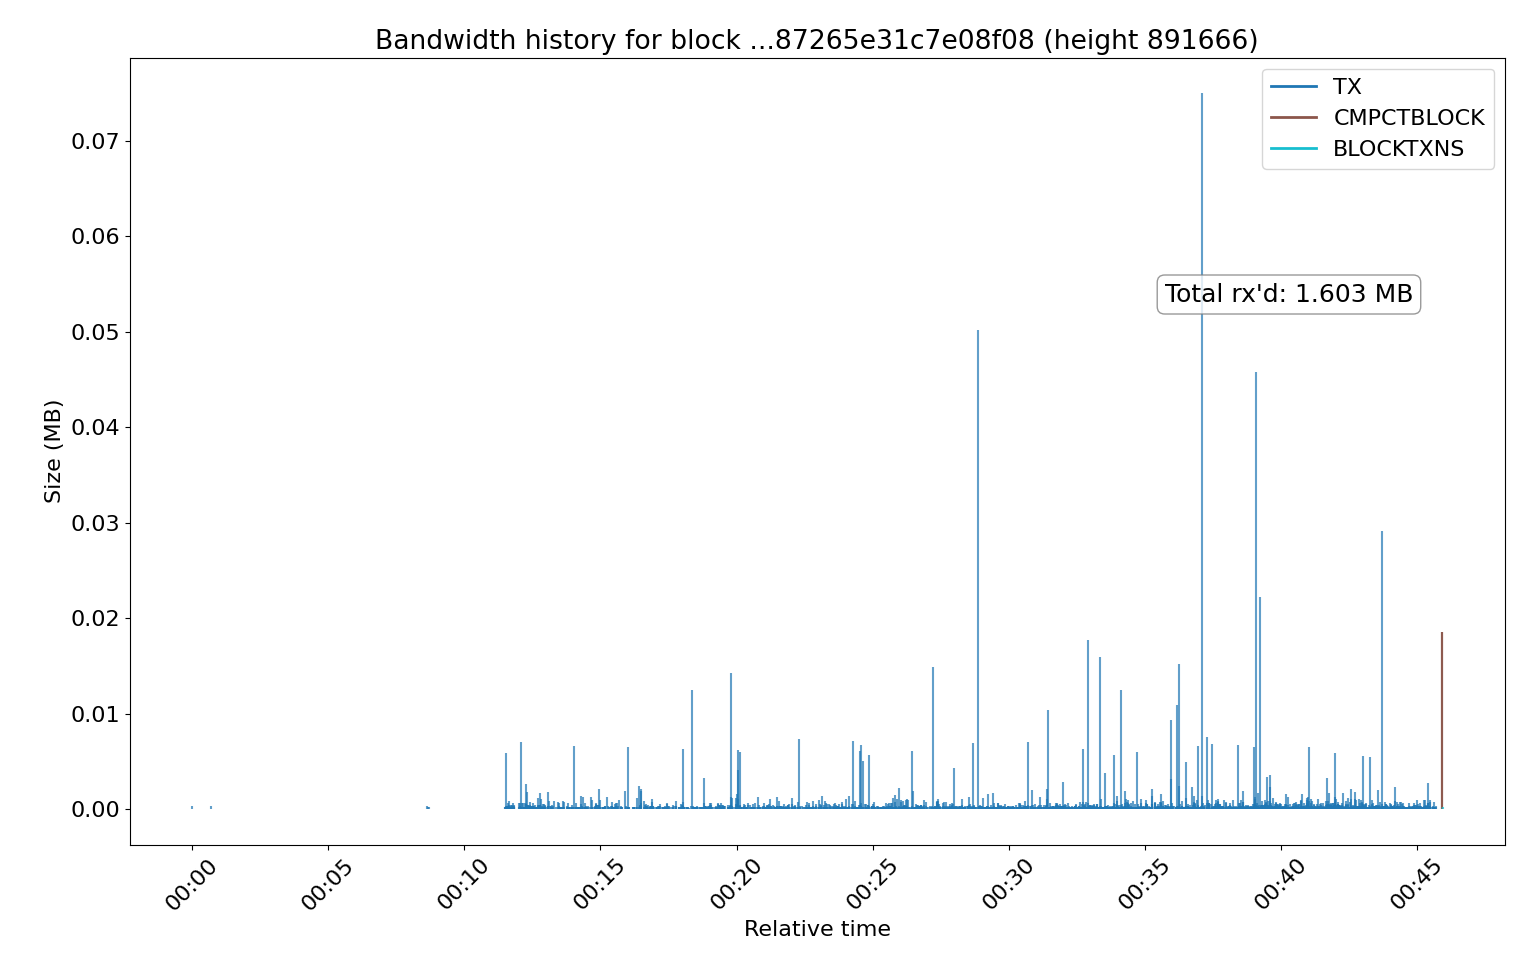 Bandwidth history for block ...87265e31c7e08f08 (height 891666)
TX
CMPCTBLOCK
BLOCKTXNS
Total rx'd: 1.603 MB
Size (MB)
0.07
0.06
0.05
0.04
0.03
0.02
0.01
0.00
00:00
00:05
00:10
00:15
00:20
00:25
00:30
00:35
00:40
00:45
Relative time